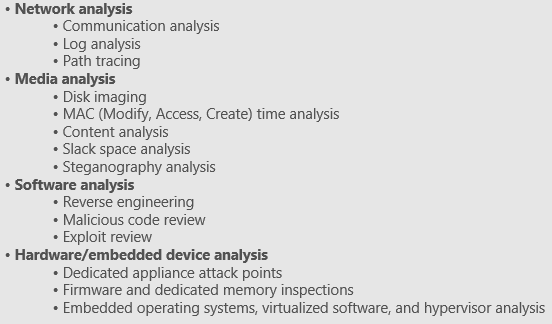 • Network analysis
• Communication analysis
• Log analysis
• Path tracing
• Media analysis
• Disk imaging
• MAC (Modify, Access, Create) time analysis
• Content analysis
• Slack space analysis
• Steganography analysis
• Software analysis
• Reverse engineering
• Malicious code review
• Exploit review
• Hardware/embedded device analysis
• Dedicated appliance attack points
• Firmware and dedicated memory inspections
• Embedded operating systems, virtualized software, and hypervisor analysis